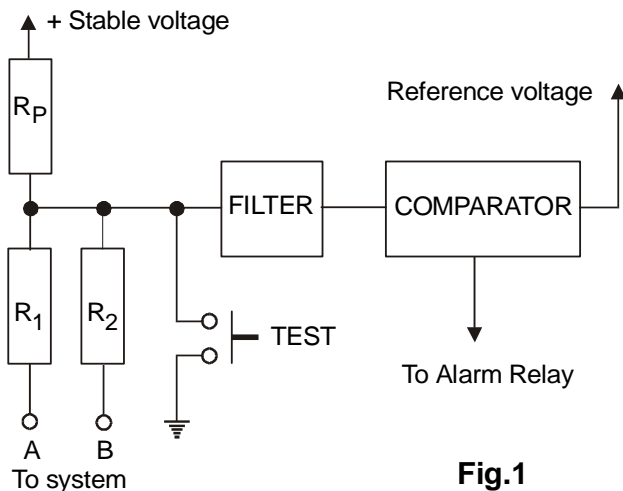 + Stable voltage
Reference voltage
RP
FILTER
COMPARATOR
R1
R2
TEST
To Alarm Relay
A
B
To system
Fig.1